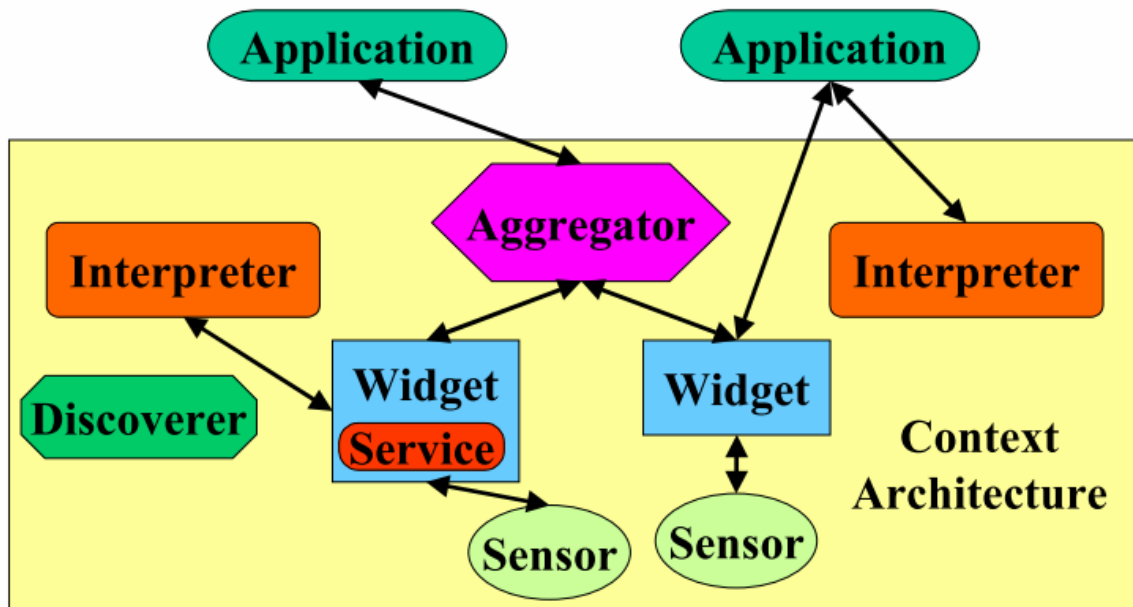 Application
Application
Aggregator
Interpreter
Interpreter
Widget
Service
Widget
Discoverer
Context
Architecture
Sensor
Sensor